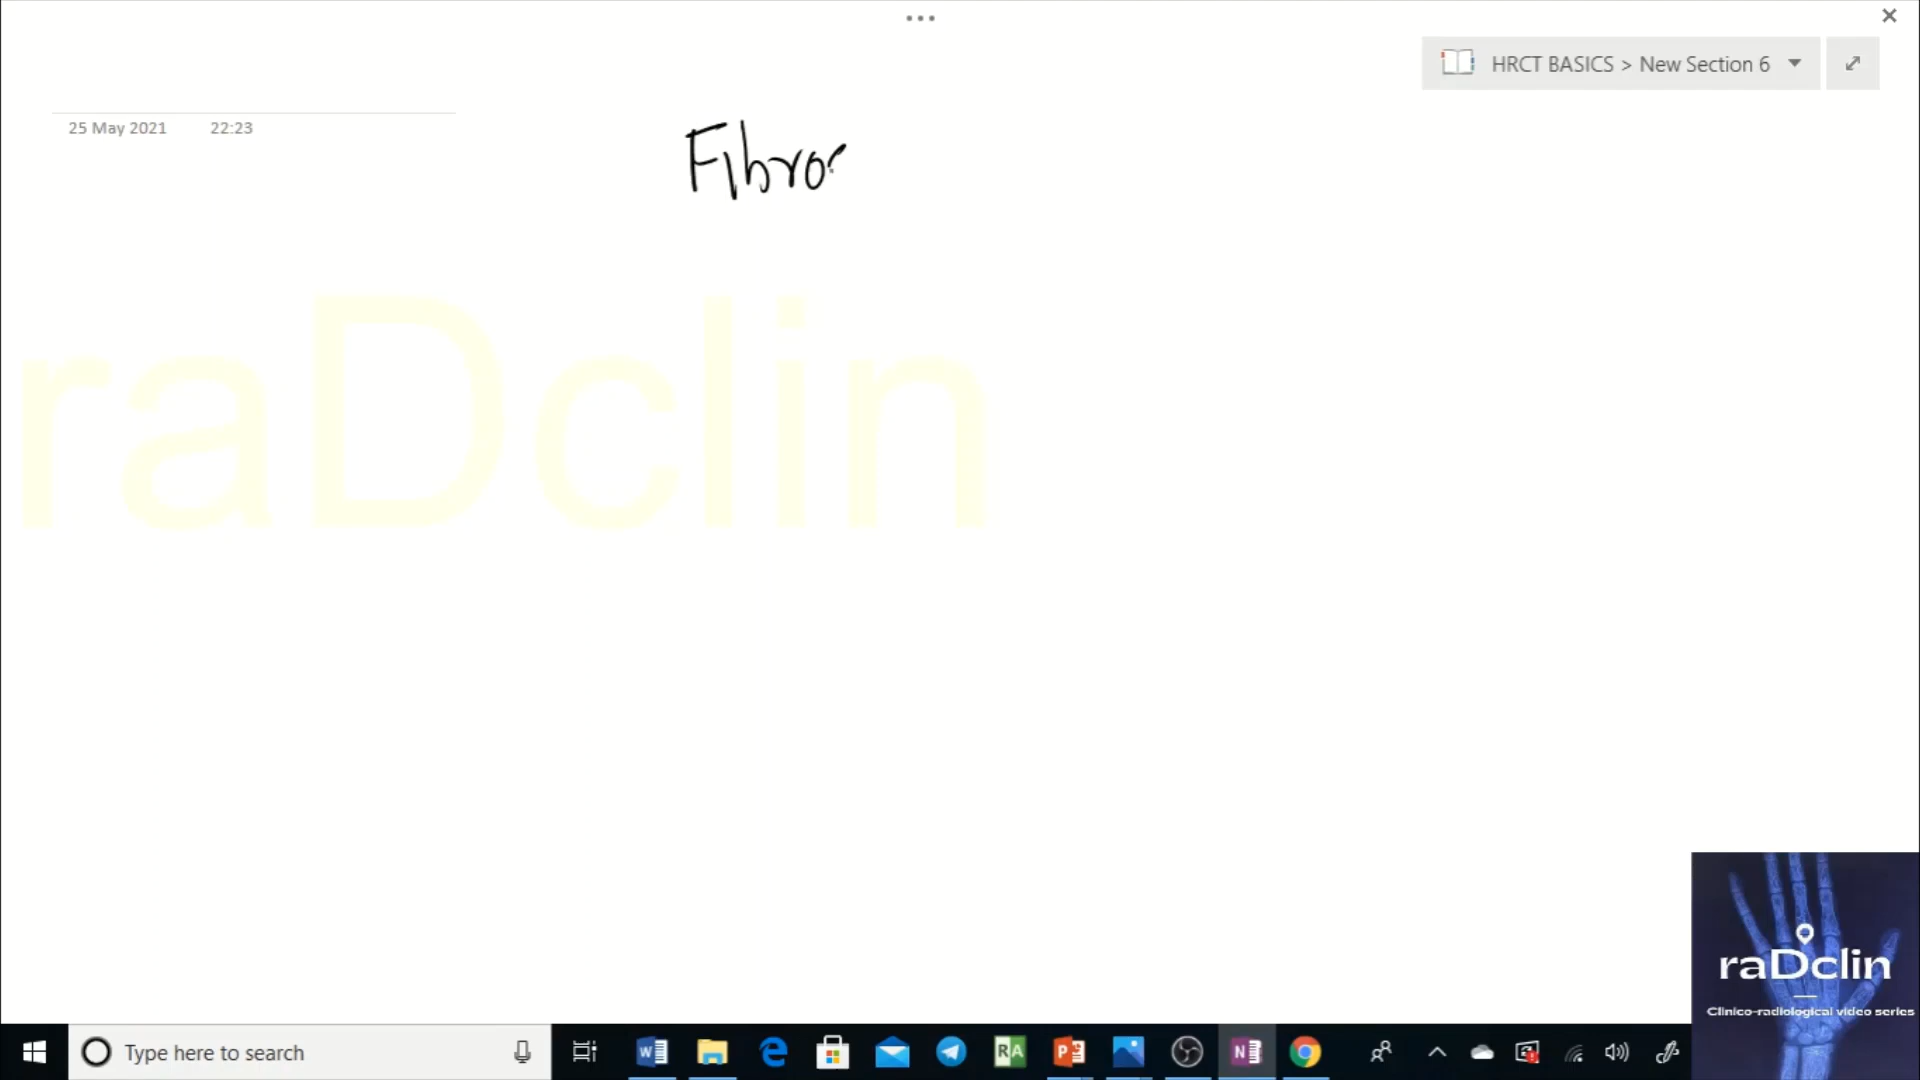 HRCT BASICS > New Section 6
25 May 2021 22:23
Fibros
raDclin
raDclin
Clinico-radiological video series
Type here to search